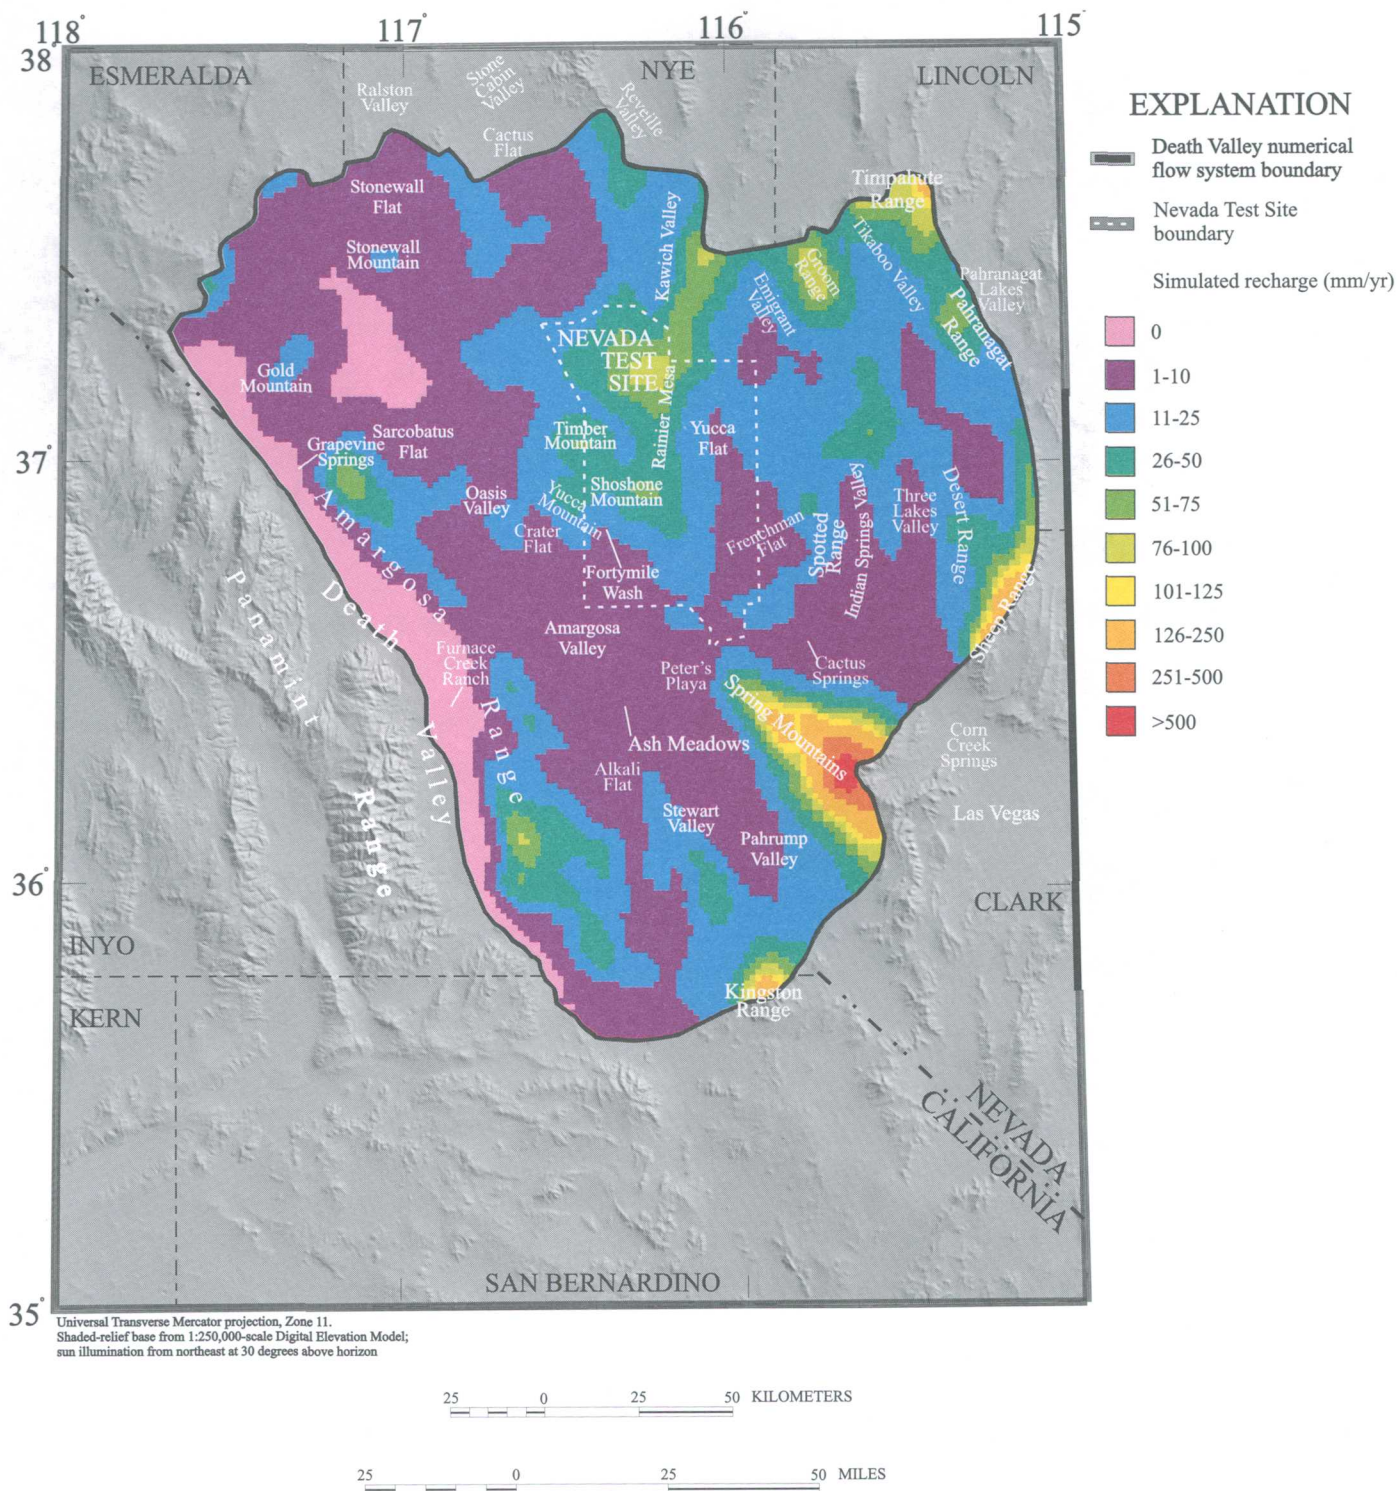 118°
117°
116°
115°
38°
37°
36°
35°
ESMERALDA
NYE
LINCOLN
Ralston
Valley
Stone
Cabin
Valley
Reveille
Valley
Cactus
Flat
Stonewall
Flat
Stonewall
Mountain
Kawich Valley
Timpahute
Range
Groom
Range
Tikaboo Valley
Pahranagat
Lakes
Valley
Pahranagat
Range
Emigrant
Valley
NEVADA
TEST
SITE
Gold
Mountain
Sarcobatus
Flat
Grapevine
Springs
Timber
Mountain
Rainier Mesa
Yucca
Flat
Oasis
Valley
Yucca
Mountain
Shoshone
Mountain
Crater
Flat
Frenchman
Flat
Spotted
Range
Indian Springs Valley
Three
Lakes
Valley
Desert Range
Sheep Range
Fortymile
Wash
Amargosa
Range
Death
Valley
Panamint
Range
Amargosa
Valley
Furnace
Creek
Ranch
Peter's
Playa
Cactus
Springs
Spring Mountains
Ash Meadows
Alkali
Flat
Stewart
Valley
Pahrump
Valley
Corn
Creek
Springs
Las Vegas
CLARK
INYO
KERN
Kingston
Range
NEVADA
CALIFORNIA
SAN BERNARDINO
EXPLANATION
Death Valley numerical
flow system boundary
Nevada Test Site
boundary
Simulated recharge (mm/yr)
0
1-10
11-25
26-50
51-75
76-100
101-125
126-250
251-500
>500
Universal Transverse Mercator projection, Zone 11.
Shaded-relief base from 1:250,000-scale Digital Elevation Model;
sun illumination from northeast at 30 degrees above horizon
25 0 25 50 KILOMETERS
25 0 25 50 MILES